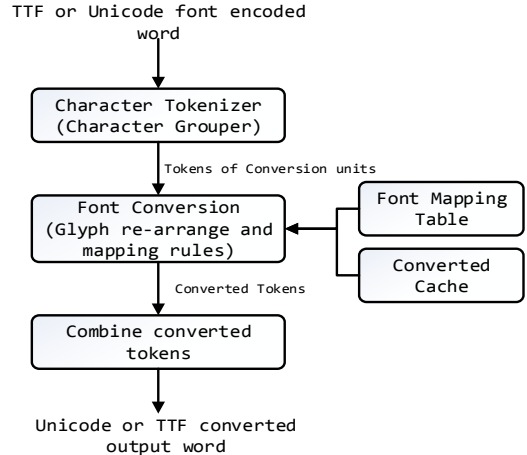 TTF or Unicode font encoded
word
Character Tokenizer
(Character Grouper)
Tokens of Conversion units
Font Conversion
(Glyph re-arrange and
mapping rules)
Font Mapping
Table
Converted
Cache
Converted Tokens
Combine converted
tokens
Unicode or TTF converted
output word